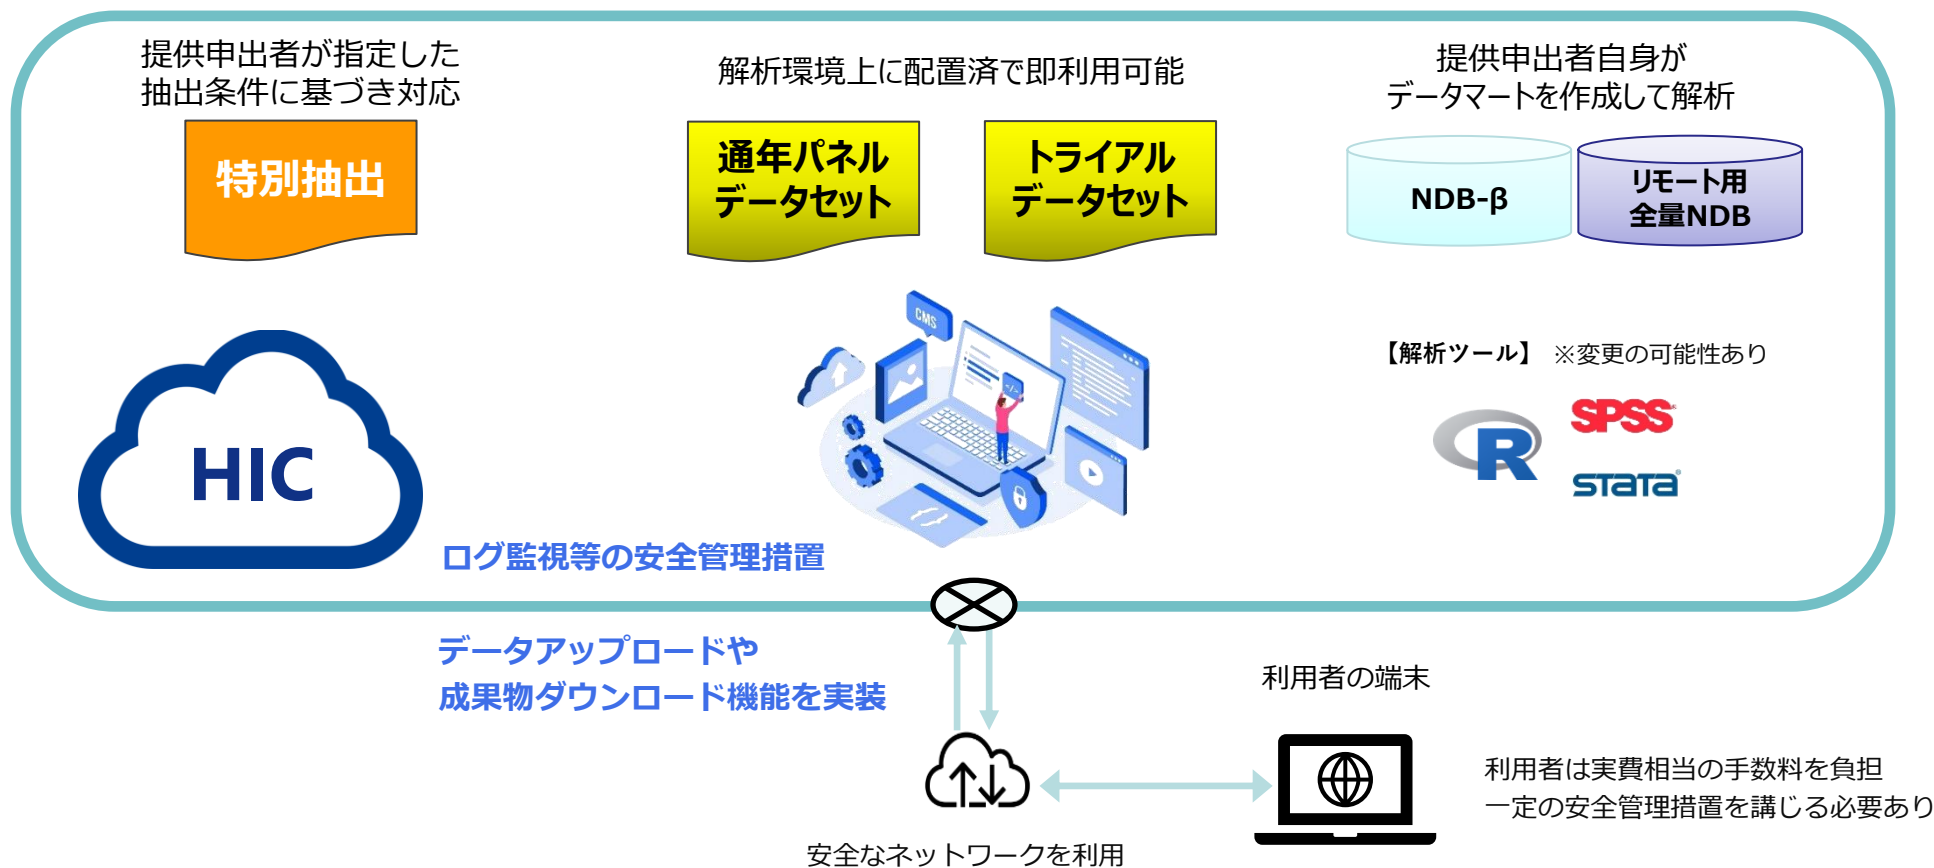 提供申出者が指定した
抽出条件に基づき対応
特別抽出
解析環境上に配置済で即利用可能
通年パネル
データセット
トライアル
データセット
提供申出者自身が
データマートを作成して解析
NDB-β
リモート用
全量NDB
CMS
</>
【解析ツール】 ※変更の可能性あり
R
SPSS
STATA
HIC
ログ監視等の安全管理措置
データアップロードや
成果物ダウンロード機能を実装
利用者の端末
利用者は実費相当の手数料を負担
一定の安全管理措置を講じる必要あり
安全なネットワークを利用